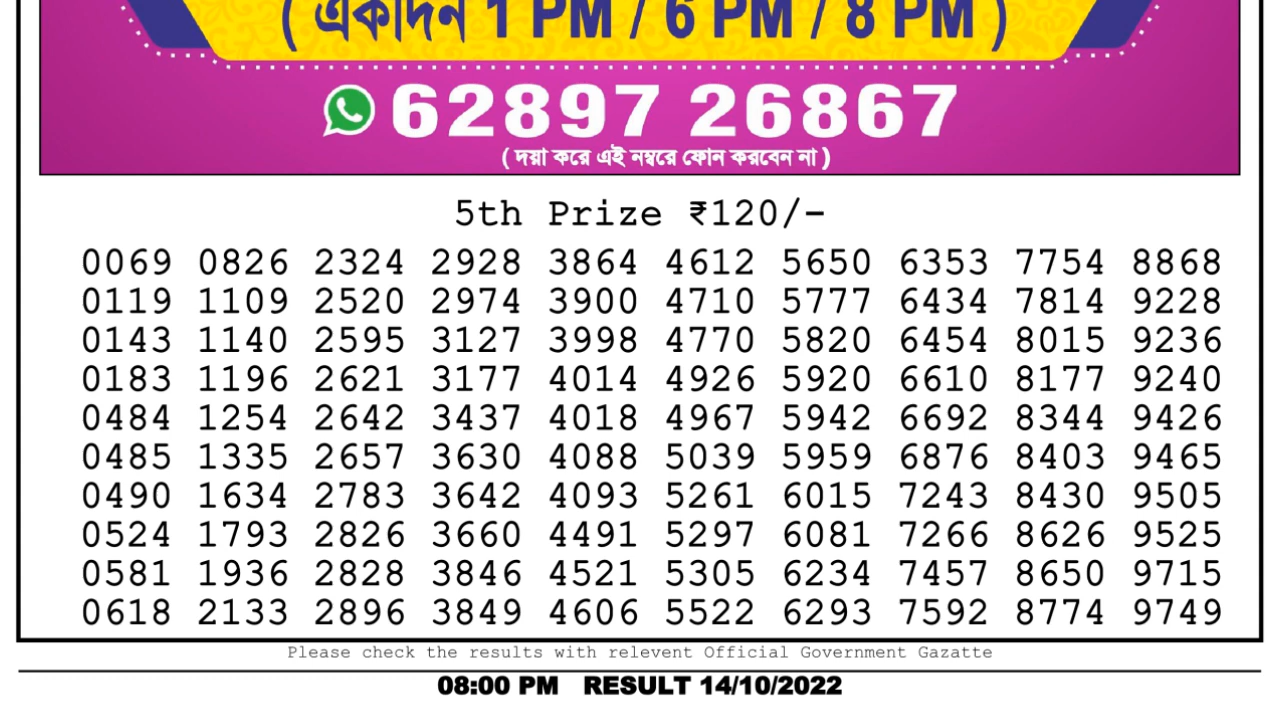 ( একদিন 1 PM / 6 PM / 8 PM )
62897 26867
( দয়া করে এই নম্বরে ফোন করবেন না )
5th Prize ₹120/-
0069 0826 2324 2928 3864 4612 5650 6353 7754 8868
0119 1109 2520 2974 3900 4710 5777 6434 7814 9228
0143 1140 2595 3127 3998 4770 5820 6454 8015 9236
0183 1196 2621 3177 4014 4926 5920 6610 8177 9240
0484 1254 2642 3437 4018 4967 5942 6692 8344 9426
0485 1335 2657 3630 4088 5039 5959 6876 8403 9465
0490 1634 2783 3642 4093 5261 6015 7243 8430 9505
0524 1793 2826 3660 4491 5297 6081 7266 8626 9525
0581 1936 2828 3846 4521 5305 6234 7457 8650 9715
0618 2133 2896 3849 4606 5522 6293 7592 8774 9749
Please check the results with relevent Official Government Gazatte
08:00 PM RESULT 14/10/2022